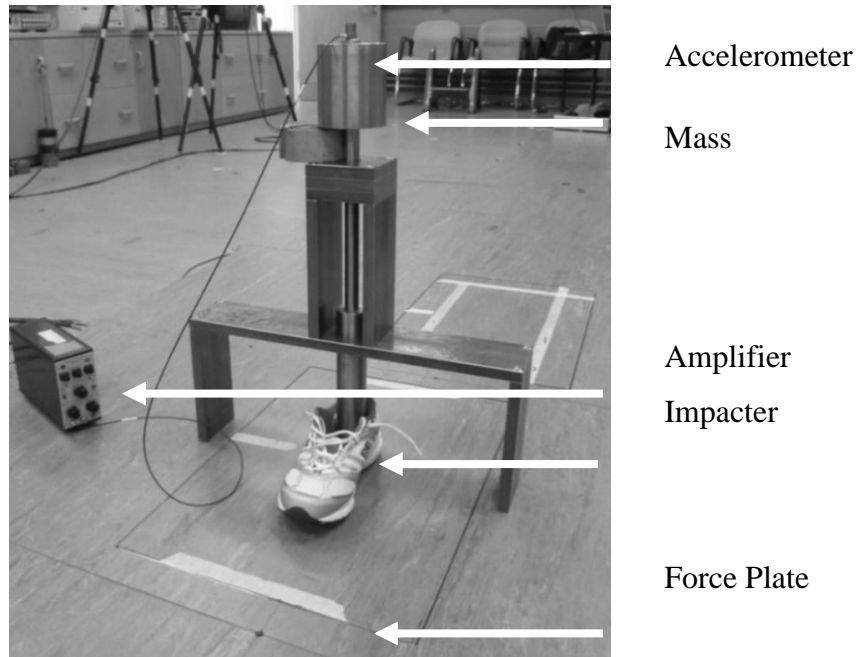 Accelerometer
Mass
Amplifier
Impacter
Force Plate